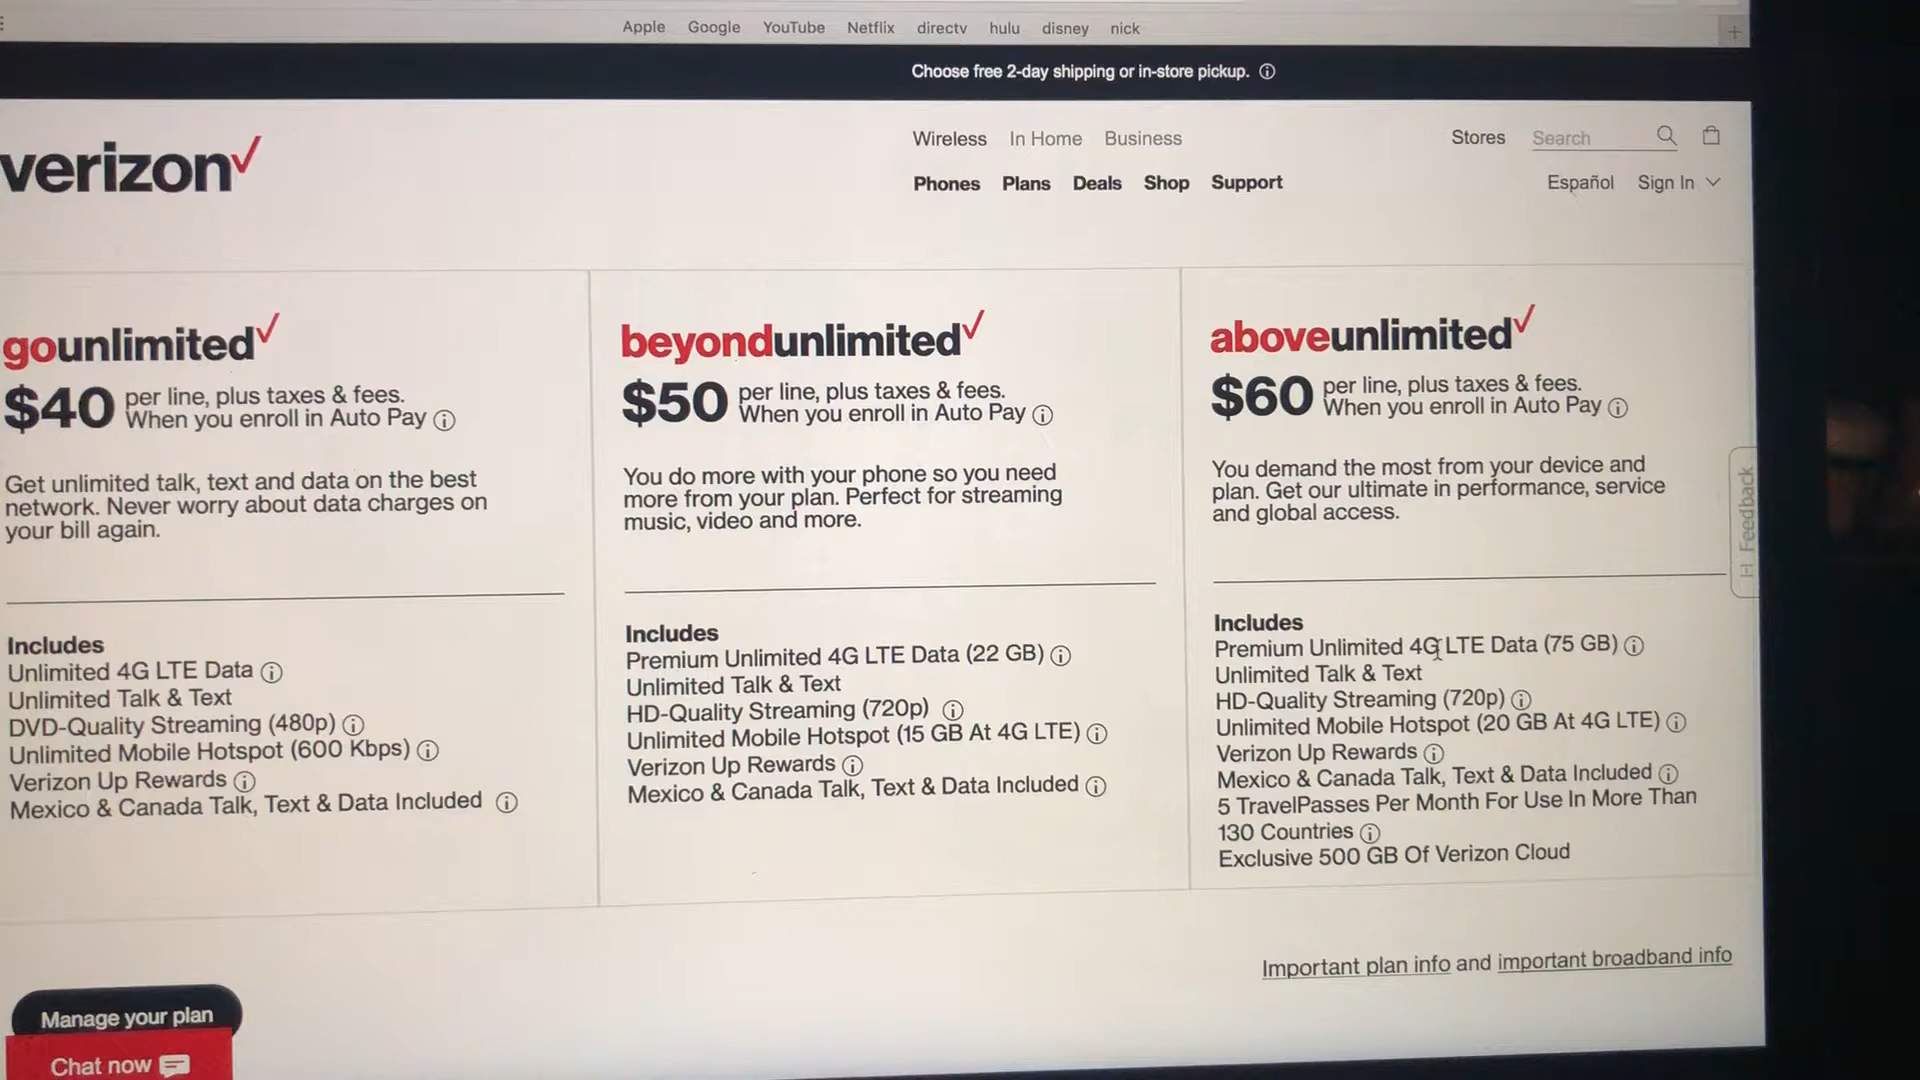 Apple Google YouTube Netflix directv hulu disney nick
Choose free 2-day shipping or in-store pickup.
verizon
Wireless In Home Business
Stores Search
Phones Plans Deals Shop Support
Español Sign In
gounlimited
$40 per line, plus taxes & fees.
When you enroll in Auto Pay
Get unlimited talk, text and data on the best
network. Never worry about data charges on
your bill again.
Includes
Unlimited 4G LTE Data
Unlimited Talk & Text
DVD-Quality Streaming (480p)
Unlimited Mobile Hotspot (600 Kbps)
Verizon Up Rewards
Mexico & Canada Talk, Text & Data Included
beyondunlimited
$50 per line, plus taxes & fees.
When you enroll in Auto Pay
You do more with your phone so you need
more from your plan. Perfect for streaming
music, video and more.
Includes
Premium Unlimited 4G LTE Data (22 GB)
Unlimited Talk & Text
HD-Quality Streaming (720p)
Unlimited Mobile Hotspot (15 GB At 4G LTE)
Verizon Up Rewards
Mexico & Canada Talk, Text & Data Included
aboveunlimited
$60 per line, plus taxes & fees.
When you enroll in Auto Pay
You demand the most from your device and
plan. Get our ultimate in performance, service
and global access.
Includes
Premium Unlimited 4G LTE Data (75 GB)
Unlimited Talk & Text
HD-Quality Streaming (720p)
Unlimited Mobile Hotspot (20 GB At 4G LTE)
Verizon Up Rewards
Mexico & Canada Talk, Text & Data Included
5 TravelPasses Per Month For Use In More Than
130 Countries
Exclusive 500 GB Of Verizon Cloud
Feedback
Important plan info and important broadband info
Manage your plan
Chat now